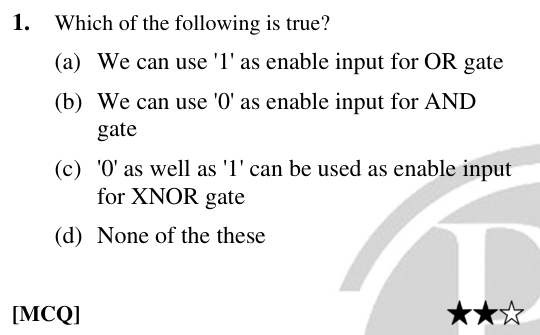 1. Which of the following is true?
(a) We can use '1' as enable input for OR gate
(b) We can use '0' as enable input for AND
gate
(c) '0' as well as '1' can be used as enable input
for XNOR gate
(d) None of the these
[MCQ] ★★☆